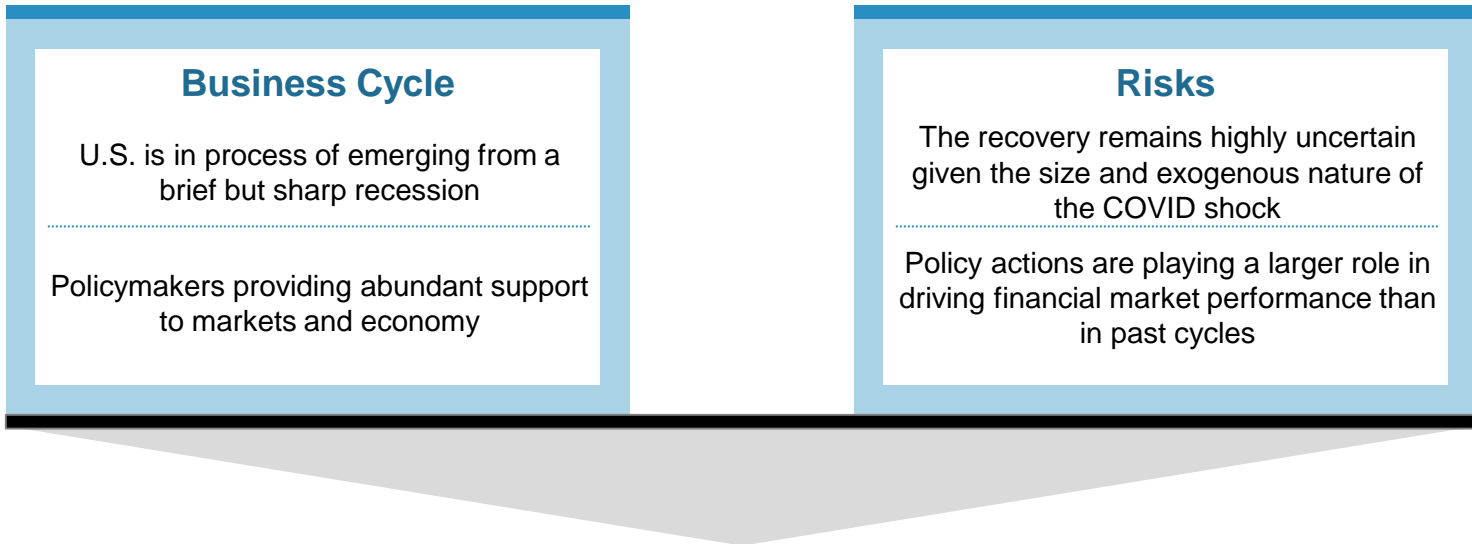 Business Cycle
U.S. is in process of emerging from a
brief but sharp recession
Policymakers providing abundant support
to markets and economy
Risks
The recovery remains highly uncertain
given the size and exogenous nature of
the COVID shock
Policy actions are playing a larger role in
driving financial market performance than
in past cycles